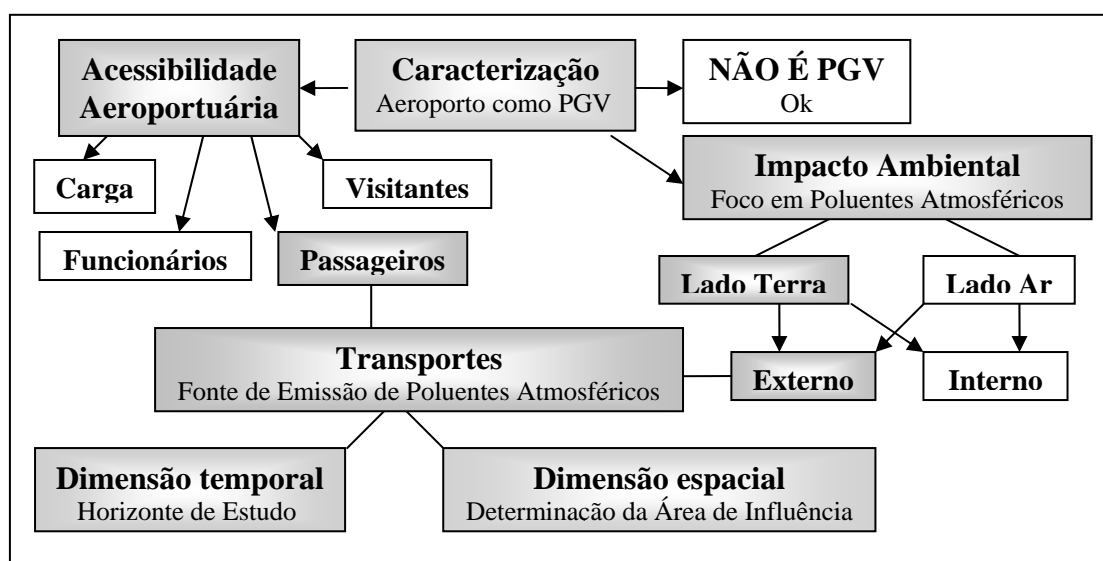 Acessibilidade
Aeroportuária
Caracterização
Aeroporto como PGV
NÃO É PGV
Ok
Impacto Ambiental
Foco em Poluentes Atmosféricos
Carga
Visitantes
Funcionários
Passageiros
Lado Terra
Lado Ar
Transportes
Fonte de Emissão de Poluentes Atmosféricos
Externo
Interno
Dimensão temporal
Horizonte de Estudo
Dimensão espacial
Determinação da Área de Influência